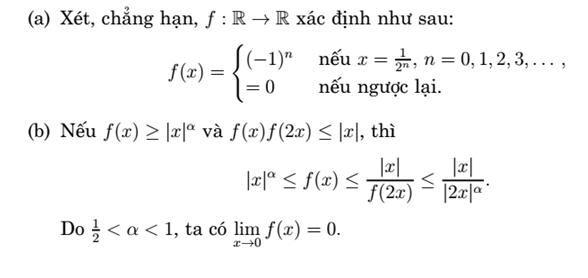 (a) Xét, chẳng hạn, f : ℝ → ℝ xác định như sau:
f(x) = { (−1)ⁿ nếu x = 1/2ⁿ, n = 0, 1, 2, 3, . . . ,
= 0 nếu ngược lại.
(b) Nếu f(x) ≥ |x|^α và f(x)f(2x) ≤ |x|, thì
|x|^α ≤ f(x) ≤ |x|/f(2x) ≤ |x|/|2x|^α.
Do 1/2 < α < 1, ta có lim_{x→0} f(x) = 0.